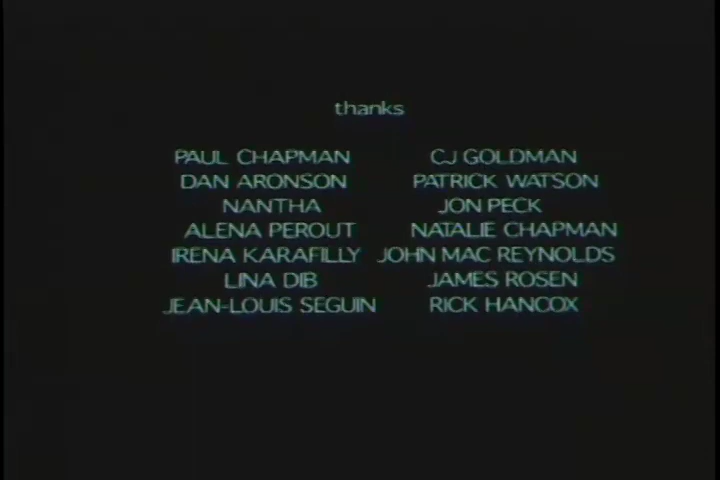 thanks
PAUL CHAPMAN CJ GOLDMAN
DAN ARONSON PATRICK WATSON
NANTHA JON PECK
ALENA PEROUT NATALIE CHAPMAN
IRENA KARAFILLY JOHN MAC REYNOLDS
LINA DIB JAMES ROSEN
JEAN-LOUIS SEGUIN RICK HANCOX